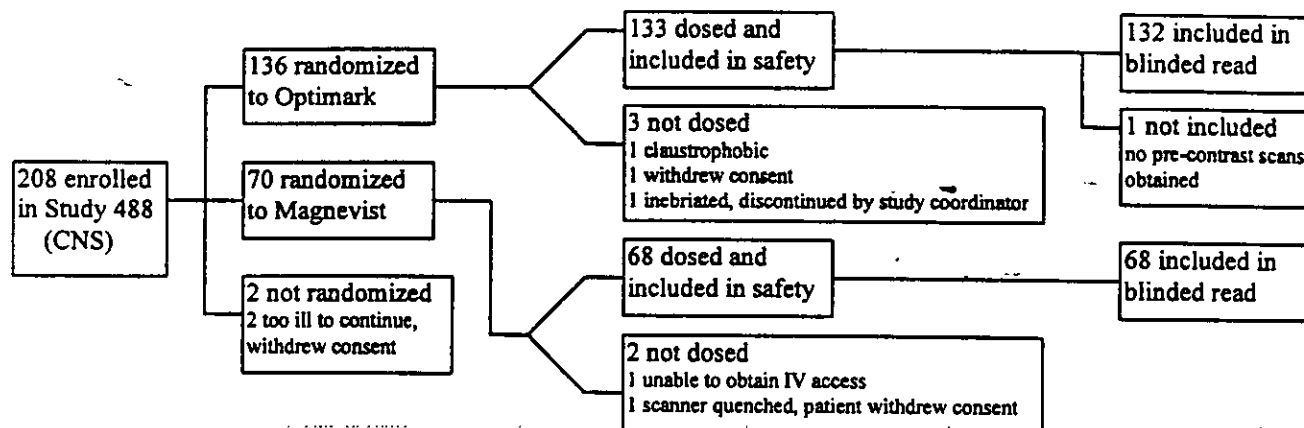 208 enrolled
in Study 488
(CNS)
136 randomized
to Optimark
70 randomized
to Magnevist
2 not randomized
2 too ill to continue,
withdrew consent
133 dosed and
included in safety
3 not dosed
1 claustrophobic
1 withdrew consent
1 inebriated, discontinued by study coordinator
68 dosed and
included in safety
2 not dosed
1 unable to obtain IV access
1 scanner quenched, patient withdrew consent
132 included in
blinded read
1 not included
no pre-contrast scans
obtained
68 included in
blinded read